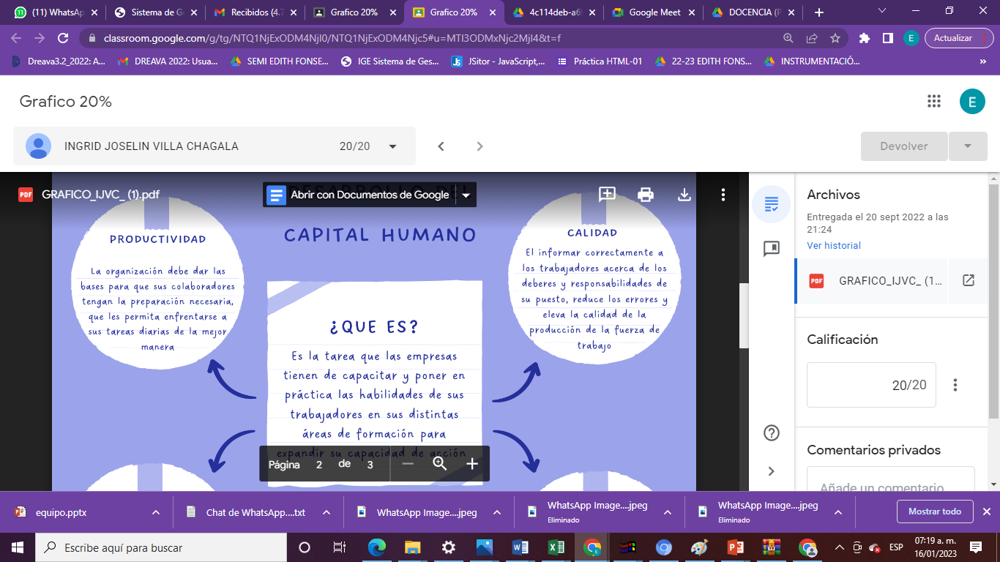 (11) WhatsA
Sistema de G
Recibidos (4.7
Grafico 20%
Grafico 20%
4c114deb-a69
Google Meet
DOCENCIA (P
classroom.google.com/g/tg/NTQ1NjExODM4NjI0/NTQ1NjExODM4Njc5#u=MTI3ODMxNjc2MjI4&t=f
E
Actualizar
Dreava3.2_2022: A...
DREAVA 2022: Usua...
SEMI EDITH FONSE...
IGE Sistema de Ges...
JSitor - JavaScript,...
Práctica HTML-01
22-23 EDITH FONS...
INSTRUMENTACIÓ...
»
Grafico 20%
E
INGRID JOSELIN VILLA CHAGALA
20/20
Devolver
PDF
GRAFICO_IJVC_ (1).pdf
Abrir con Documentos de Google
CAPITAL HUMANO
PRODUCTIVIDAD
La organización debe dar las
bases para que sus colaboradores
tengan la preparación necesaria,
que les permita enfrentarse a
sus tareas diarias de la mejor
manera
CALIDAD
El informar correctamente a
los trabajadores acerca de los
deberes y responsabilidades de
su puesto, reduce los errores y
eleva la calidad de la
producción de la fuerza de
trabajo
¿QUE ES?
Es la tarea que las empresas
tienen de capacitar y poner en
práctica las habilidades de sus
trabajadores en sus distintas
áreas de formación para
expandir su capacidad de acción
Página 2 de 3
Archivos
Entregada el 20 sept 2022 a las
21:24
Ver historial
PDF
GRAFICO_IJVC_ (1...
Calificación
20/20
Comentarios privados
Añade un comentario
equipo.pptx
Chat de WhatsApp....txt
WhatsApp Image....jpeg
WhatsApp Image....jpeg
Eliminado
WhatsApp Image....jpeg
Eliminado
Mostrar todo
Escribe aquí para buscar
ESP
07:19 a. m.
16/01/2023